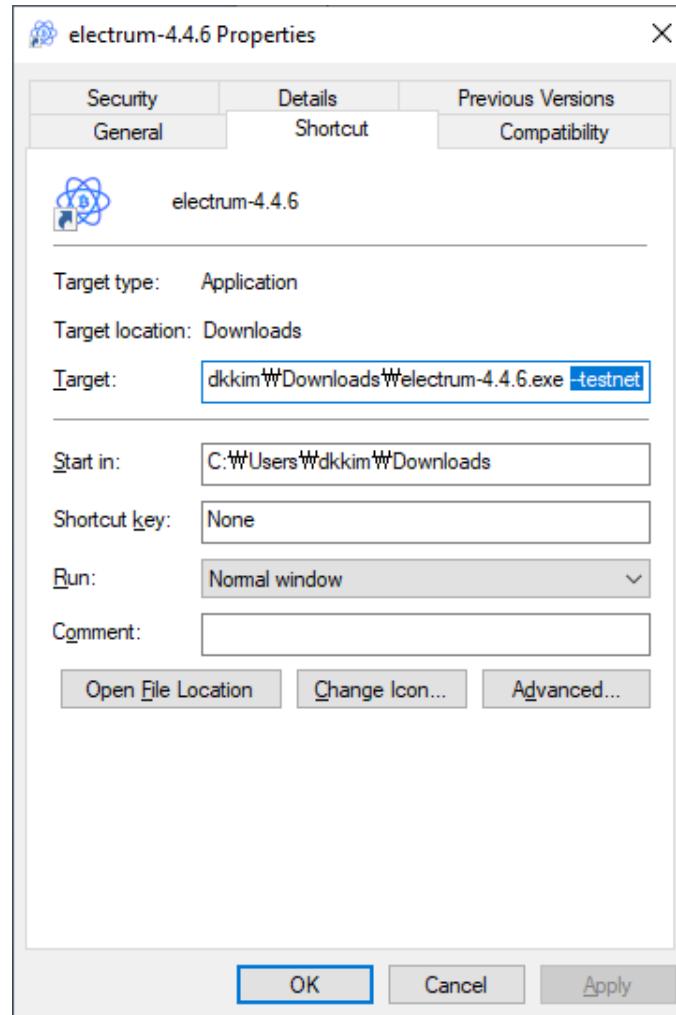 electrum-4.4.6 Properties
Security Details Previous Versions
General Shortcut Compatibility
electrum-4.4.6
Target type: Application
Target location: Downloads
Target: dkkim₩Downloads₩electrum-4.4.6.exe --testnet
Start in: C:₩Users₩dkkim₩Downloads
Shortcut key: None
Run: Normal window
Comment:
Open File Location Change Icon... Advanced...
OK Cancel Apply